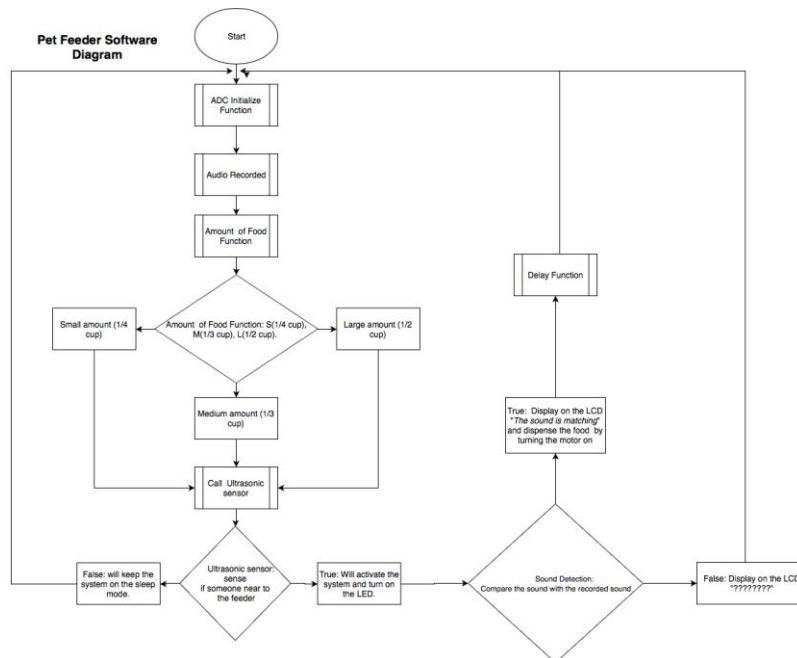 Pet Feeder Software
Diagram
Start
ADC Initialize
Function
Audio Recorded
Amount of Food
Function
Small amount (1/4
cup)
Amount of Food Function: S(1/4 cup),
M(1/3 cup), L(1/2 cup).
Large amount (1/2
cup)
Medium amount (1/3
cup)
Call Ultrasonic
sensor
False: will keep the
system on the sleep
mode.
Ultrasonic sensor:
sense
if someone near to
the feeder
True: Will activate the
system and turn on
the LED.
Sound Detection:
Compare the sound with the recorded sound
True: Display on the LCD
"The sound is matching"
and dispense the food by
turning the motor on
Delay Function
False: Display on the LCD
"????????"